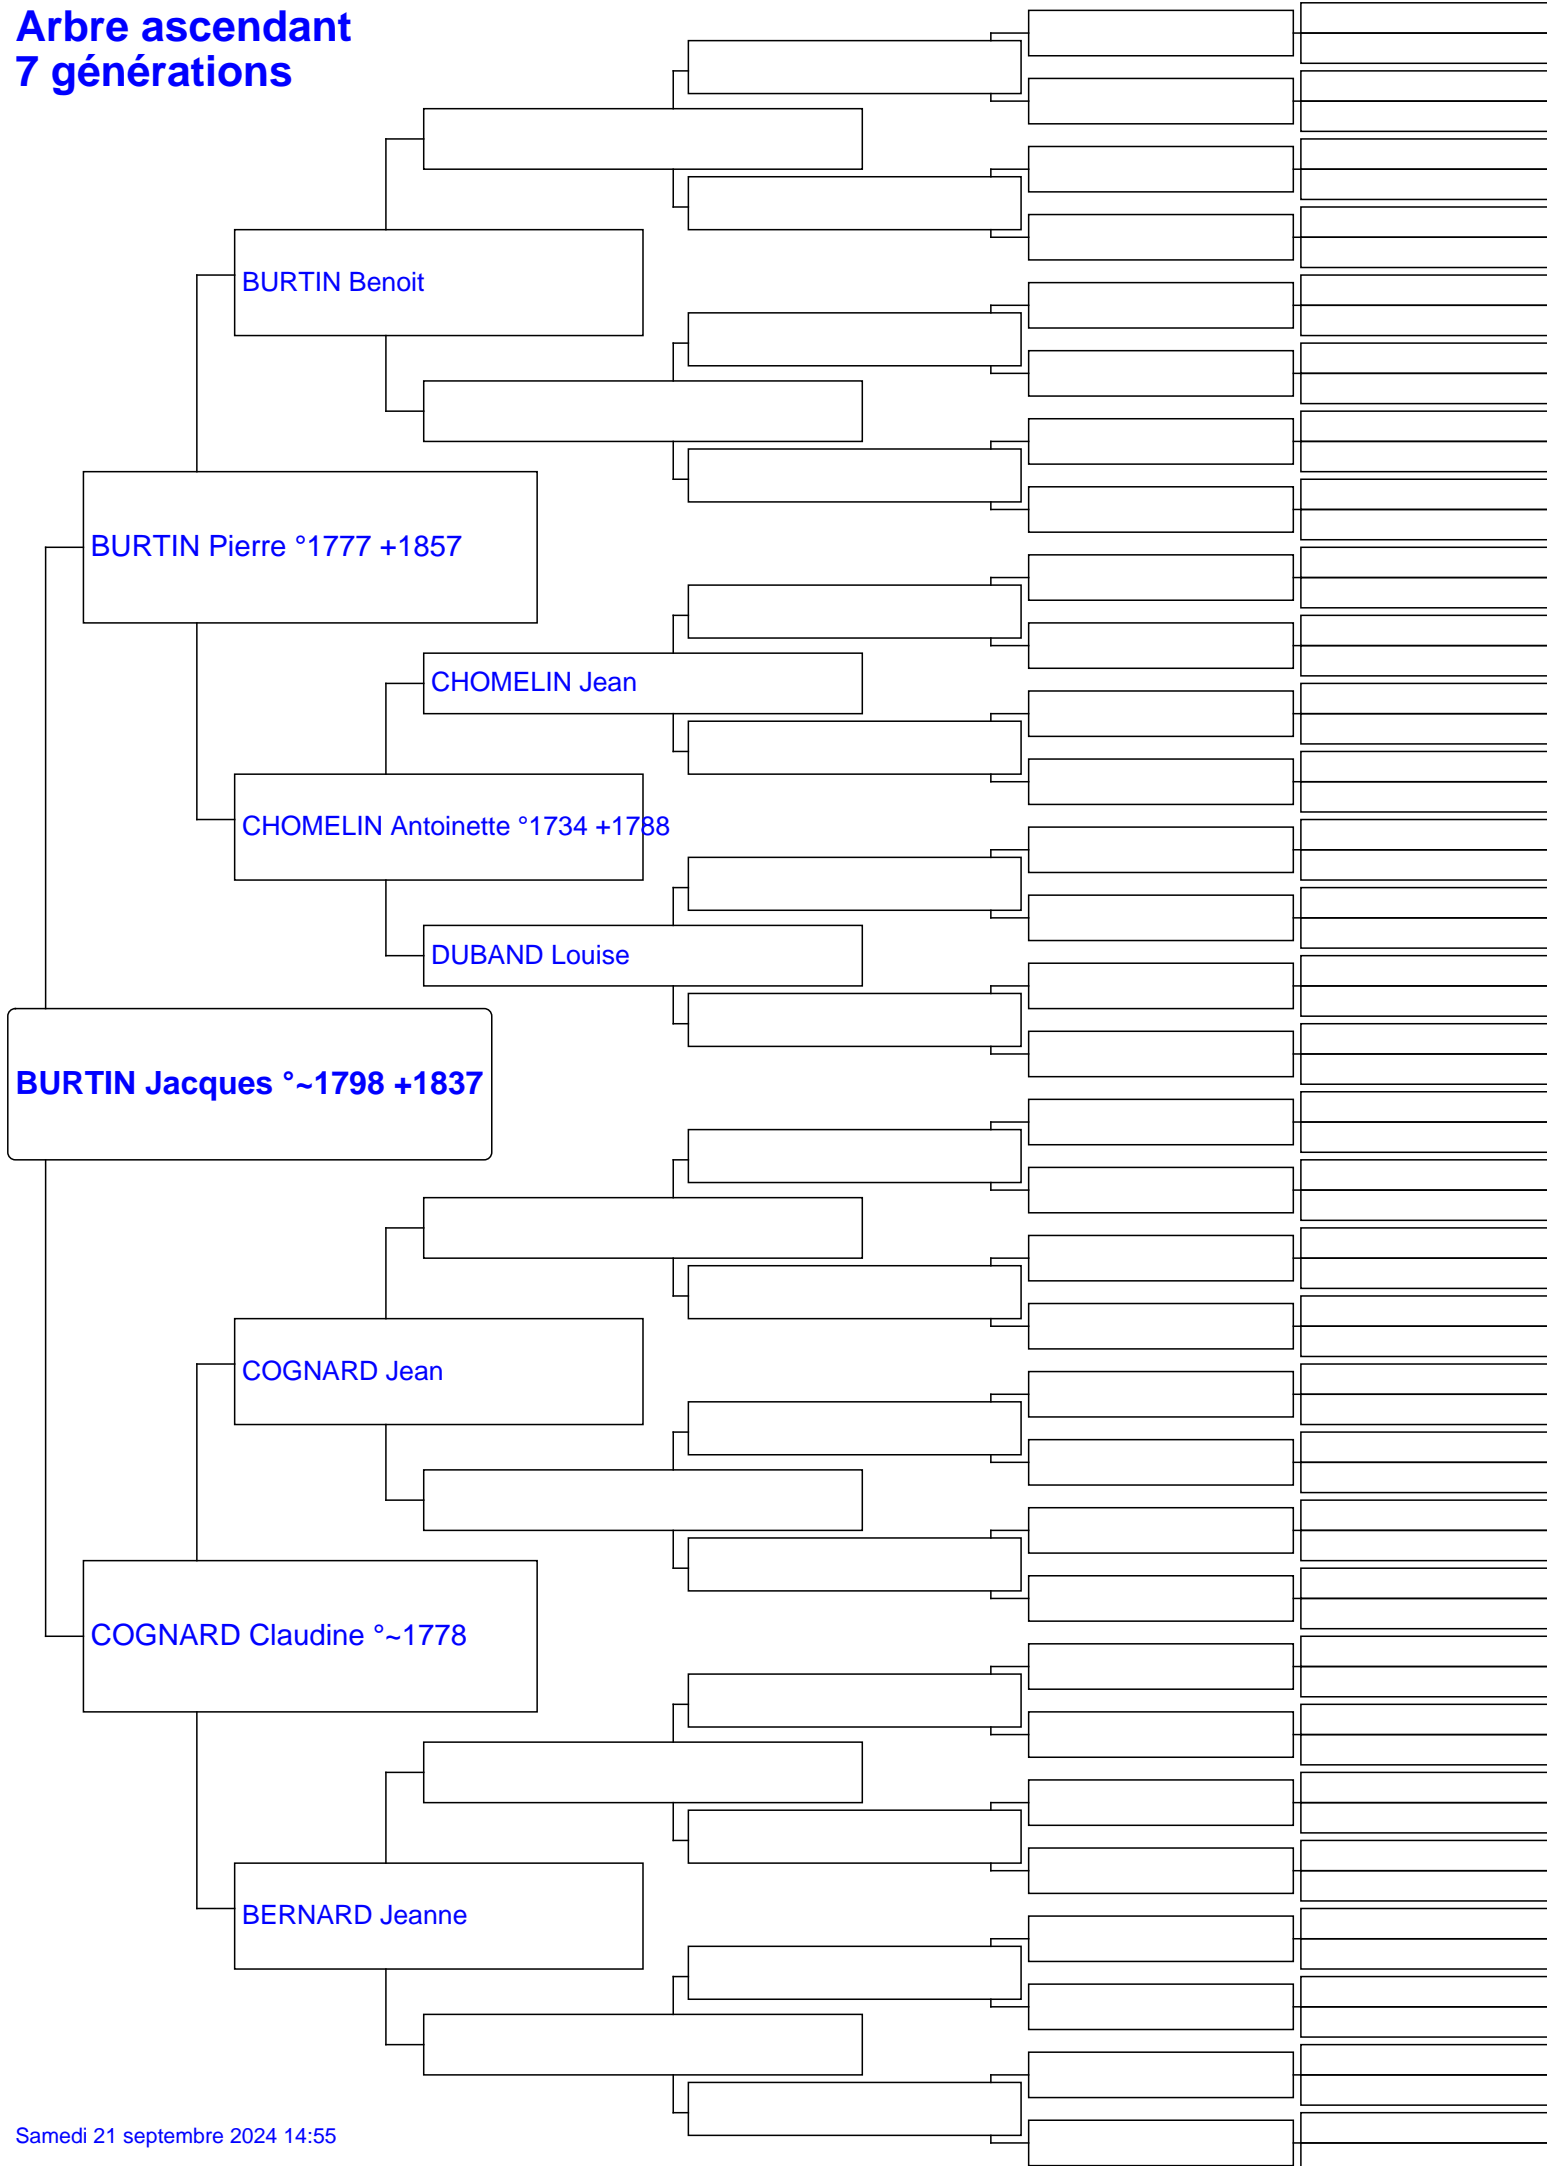 Arbre ascendant
7 générations
BURTIN Benoit
BURTIN Pierre °1777 +1857
CHOMELIN Jean
CHOMELIN Antoinette °1734 +1788
DUBAND Louise
BURTIN Jacques °~1798 +1837
COGNARD Jean
COGNARD Claudine °~1778
BERNARD Jeanne
Samedi 21 septembre 2024 14:55